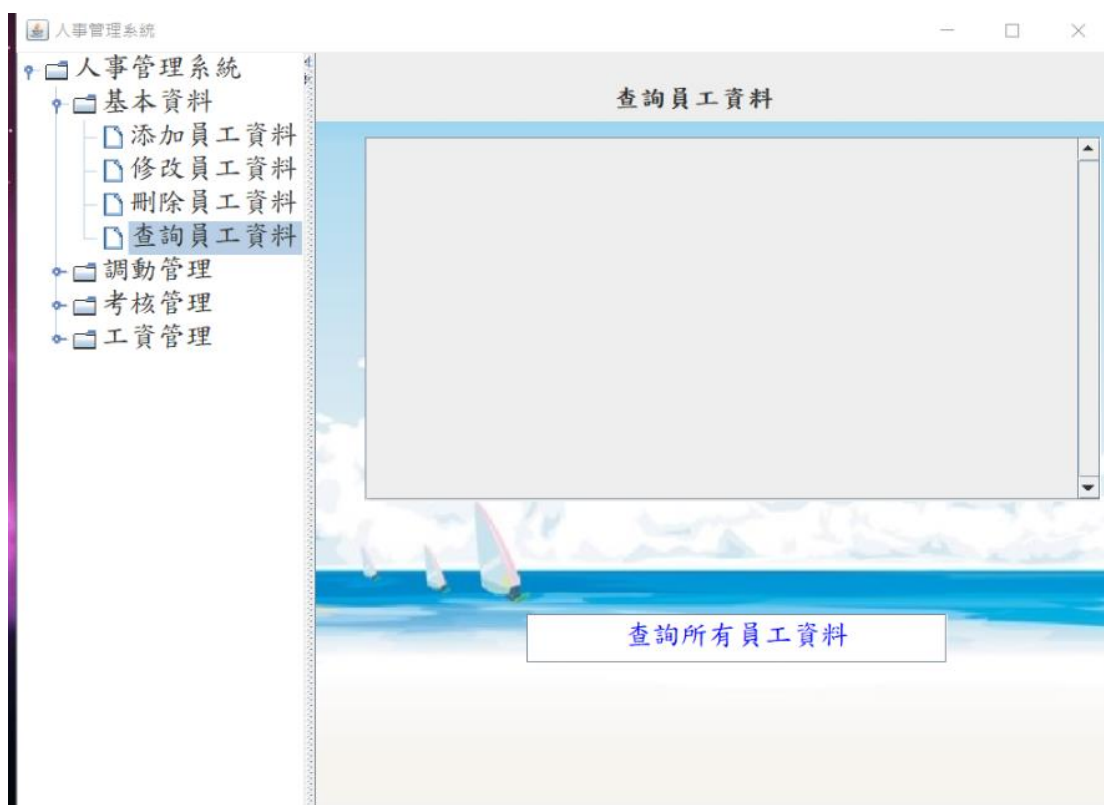 人事管理系統
人事管理系統
基本資料
添加員工資料
修改員工資料
刪除員工資料
查詢員工資料
調動管理
考核管理
工資管理
查詢員工資料
查詢所有員工資料